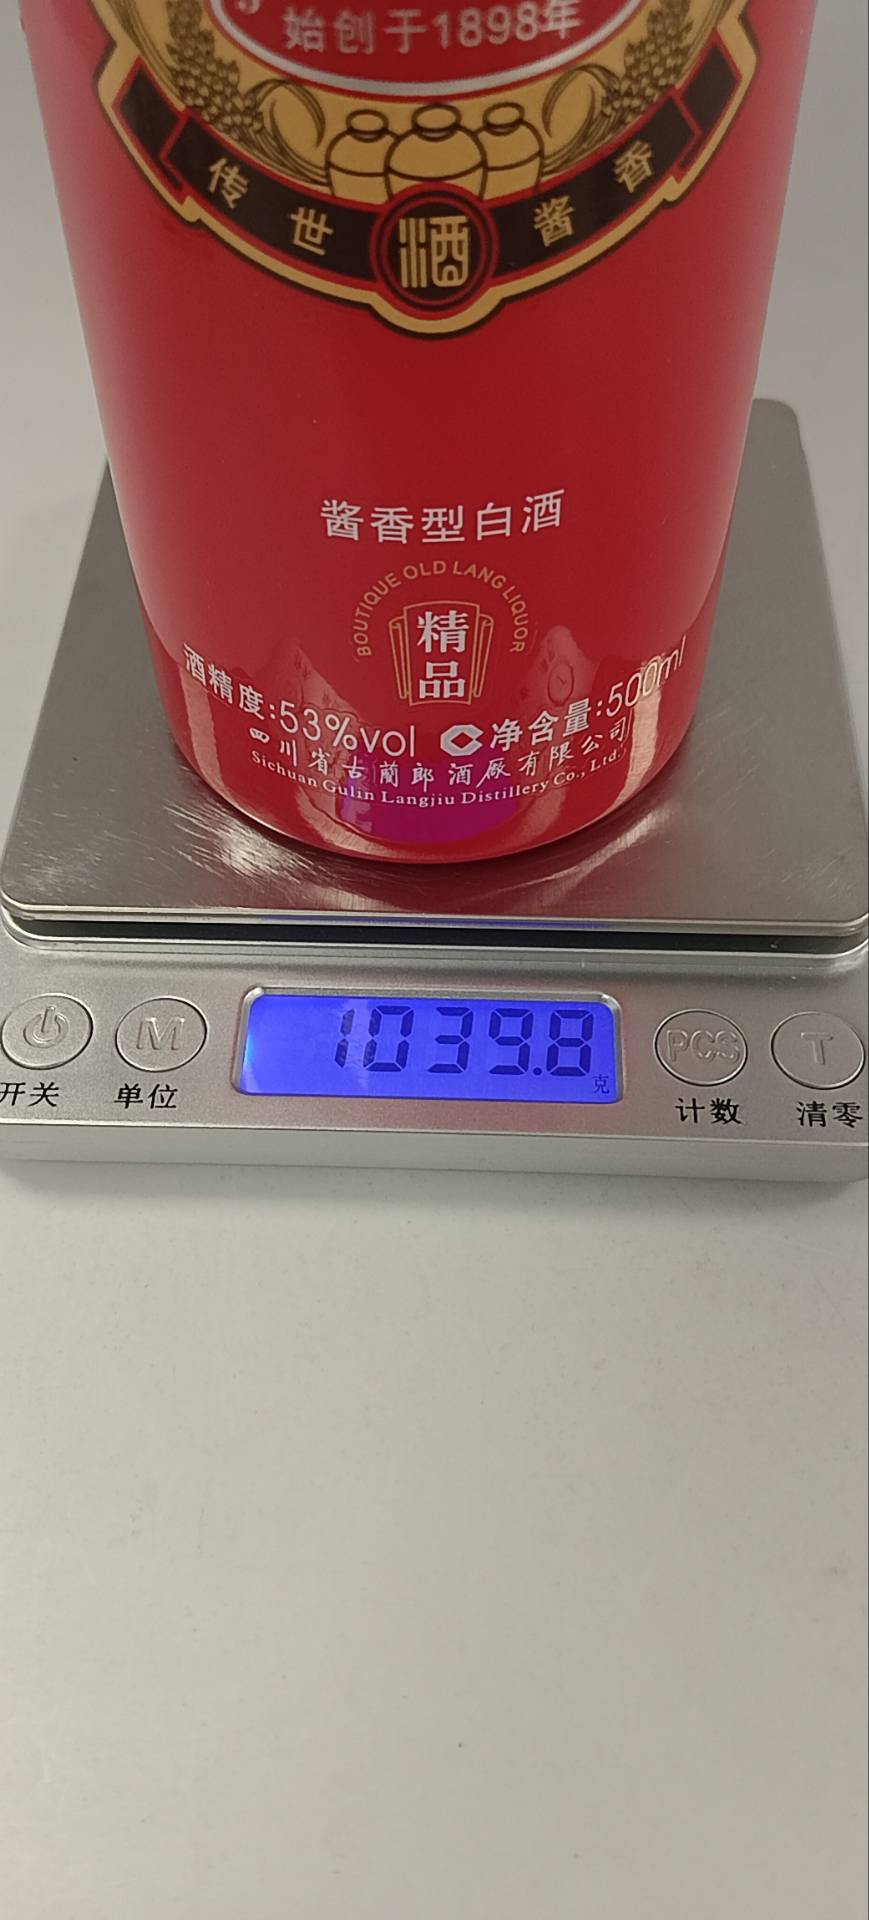 始创于1898年
传世酒酱香
酱香型白酒
BOUTIQUE OLD LANG LIQUOR
精
品
酒精度:53%vol 净含量:500ml
四川省古蘭郎酒厰有限公司
Sichuan Gulin Langjiu Distillery Co., Ltd.
1039.8
克
M PCS T
开关 单位 计数 清零